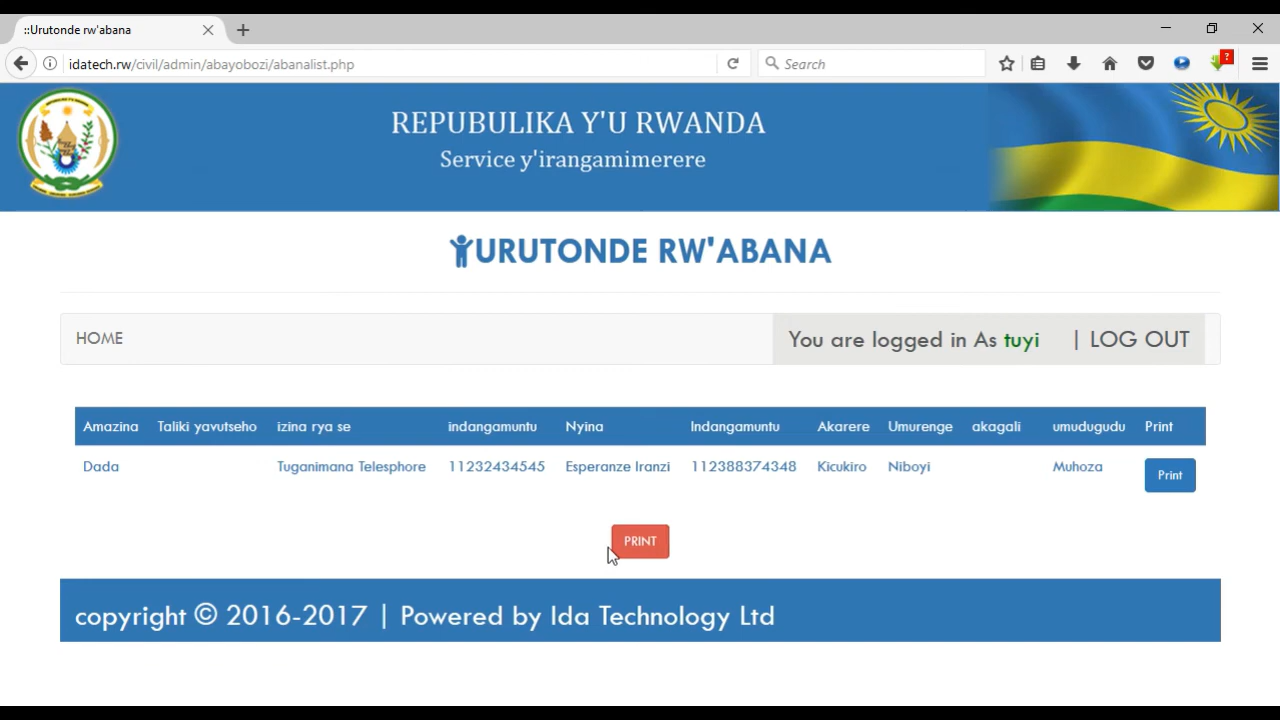 ::Urutonde rw'abana
idatech.rw/civil/admin/abayobozi/abanalist.php
Search
?
REPUBULIKA Y'U RWANDA
Service y'irangamimerere
URUTONDE RW'ABANA
HOME
You are logged in As tuyi | LOG OUT
Amazina Taliki yavutseho izina rya se indangamuntu Nyina Indangamuntu Akarere Umurenge akagali umudugudu Print
Dada Tuganimana Telesphore 11232434545 Esperanze Iranzi 112388374348 Kicukiro Niboyi Muhoza Print
PRINT
copyright © 2016-2017 | Powered by Ida Technology Ltd